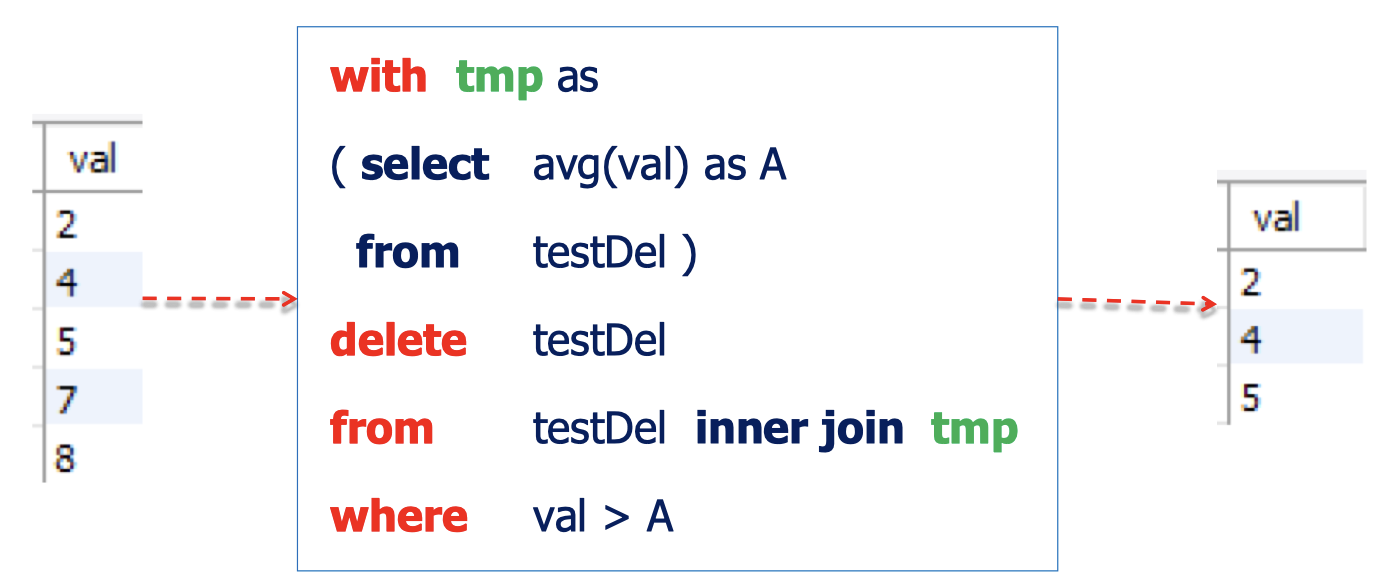 val
2
4
5
7
8
with tmp as
( select avg(val) as A
from testDel )
delete testDel
from testDel inner join tmp
where val > A
val
2
4
5